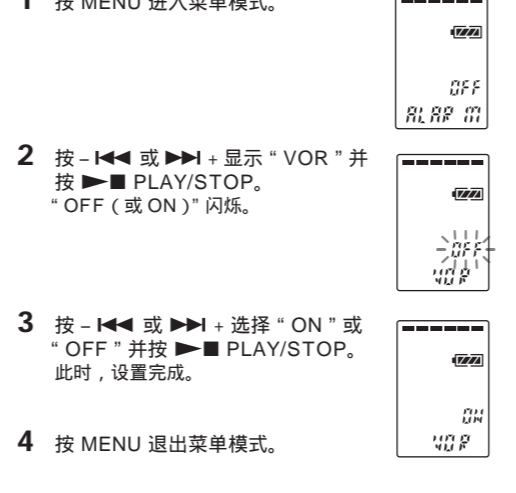 1 按 MENU 进入菜单模式。
OFF
ALAR M
2 按 – ⏮ 或 ⏭ + 显示 “ VOR ” 并
按 ►■ PLAY/STOP。
“ OFF ( 或 ON )” 闪烁。
OFF
VOR
3 按 – ⏮ 或 ⏭ + 选择 “ ON ” 或
“ OFF ” 并按 ►■ PLAY/STOP。
此时 , 设置完成。
ON
VOR
4 按 MENU 退出菜单模式。